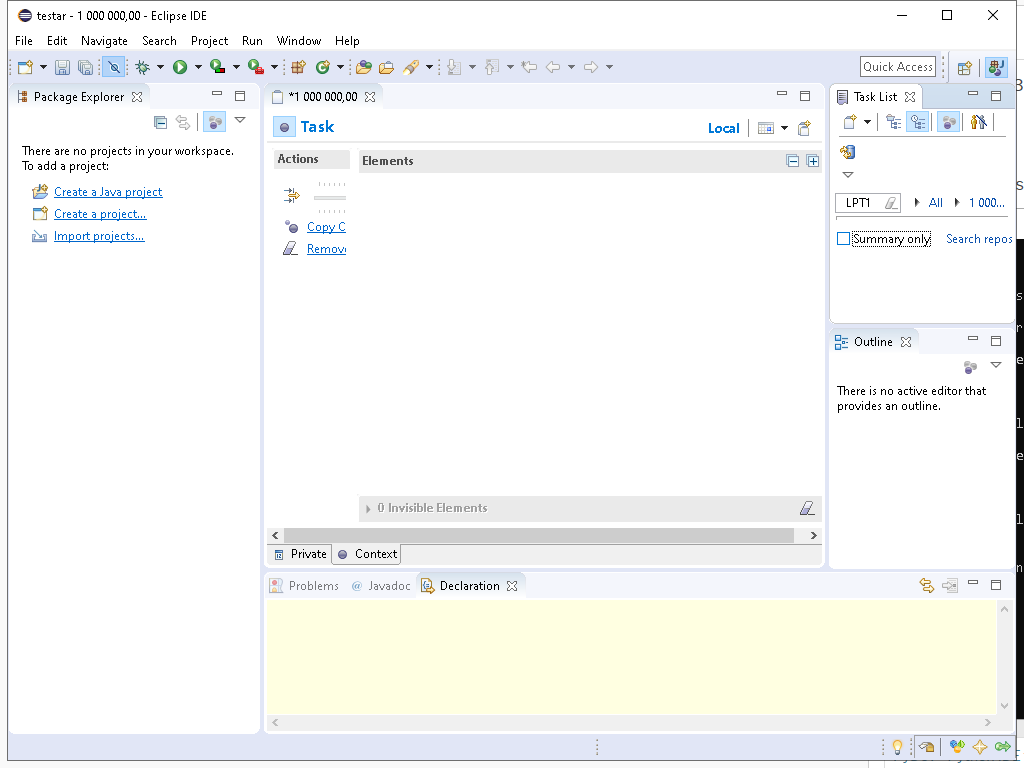 testar - 1 000 000,00 - Eclipse IDE
File Edit Navigate Search Project Run Window Help
Quick Access
Package Explorer
There are no projects in your workspace.
To add a project:
Create a Java project
Create a project...
Import projects...
*1 000 000,00
Task
Local
Actions
Elements
Copy C
Remov
0 Invisible Elements
Private
Context
Task List
LPT1
All
1 000...
Summary only
Search repos
Outline
There is no active editor that
provides an outline.
Problems
Javadoc
Declaration